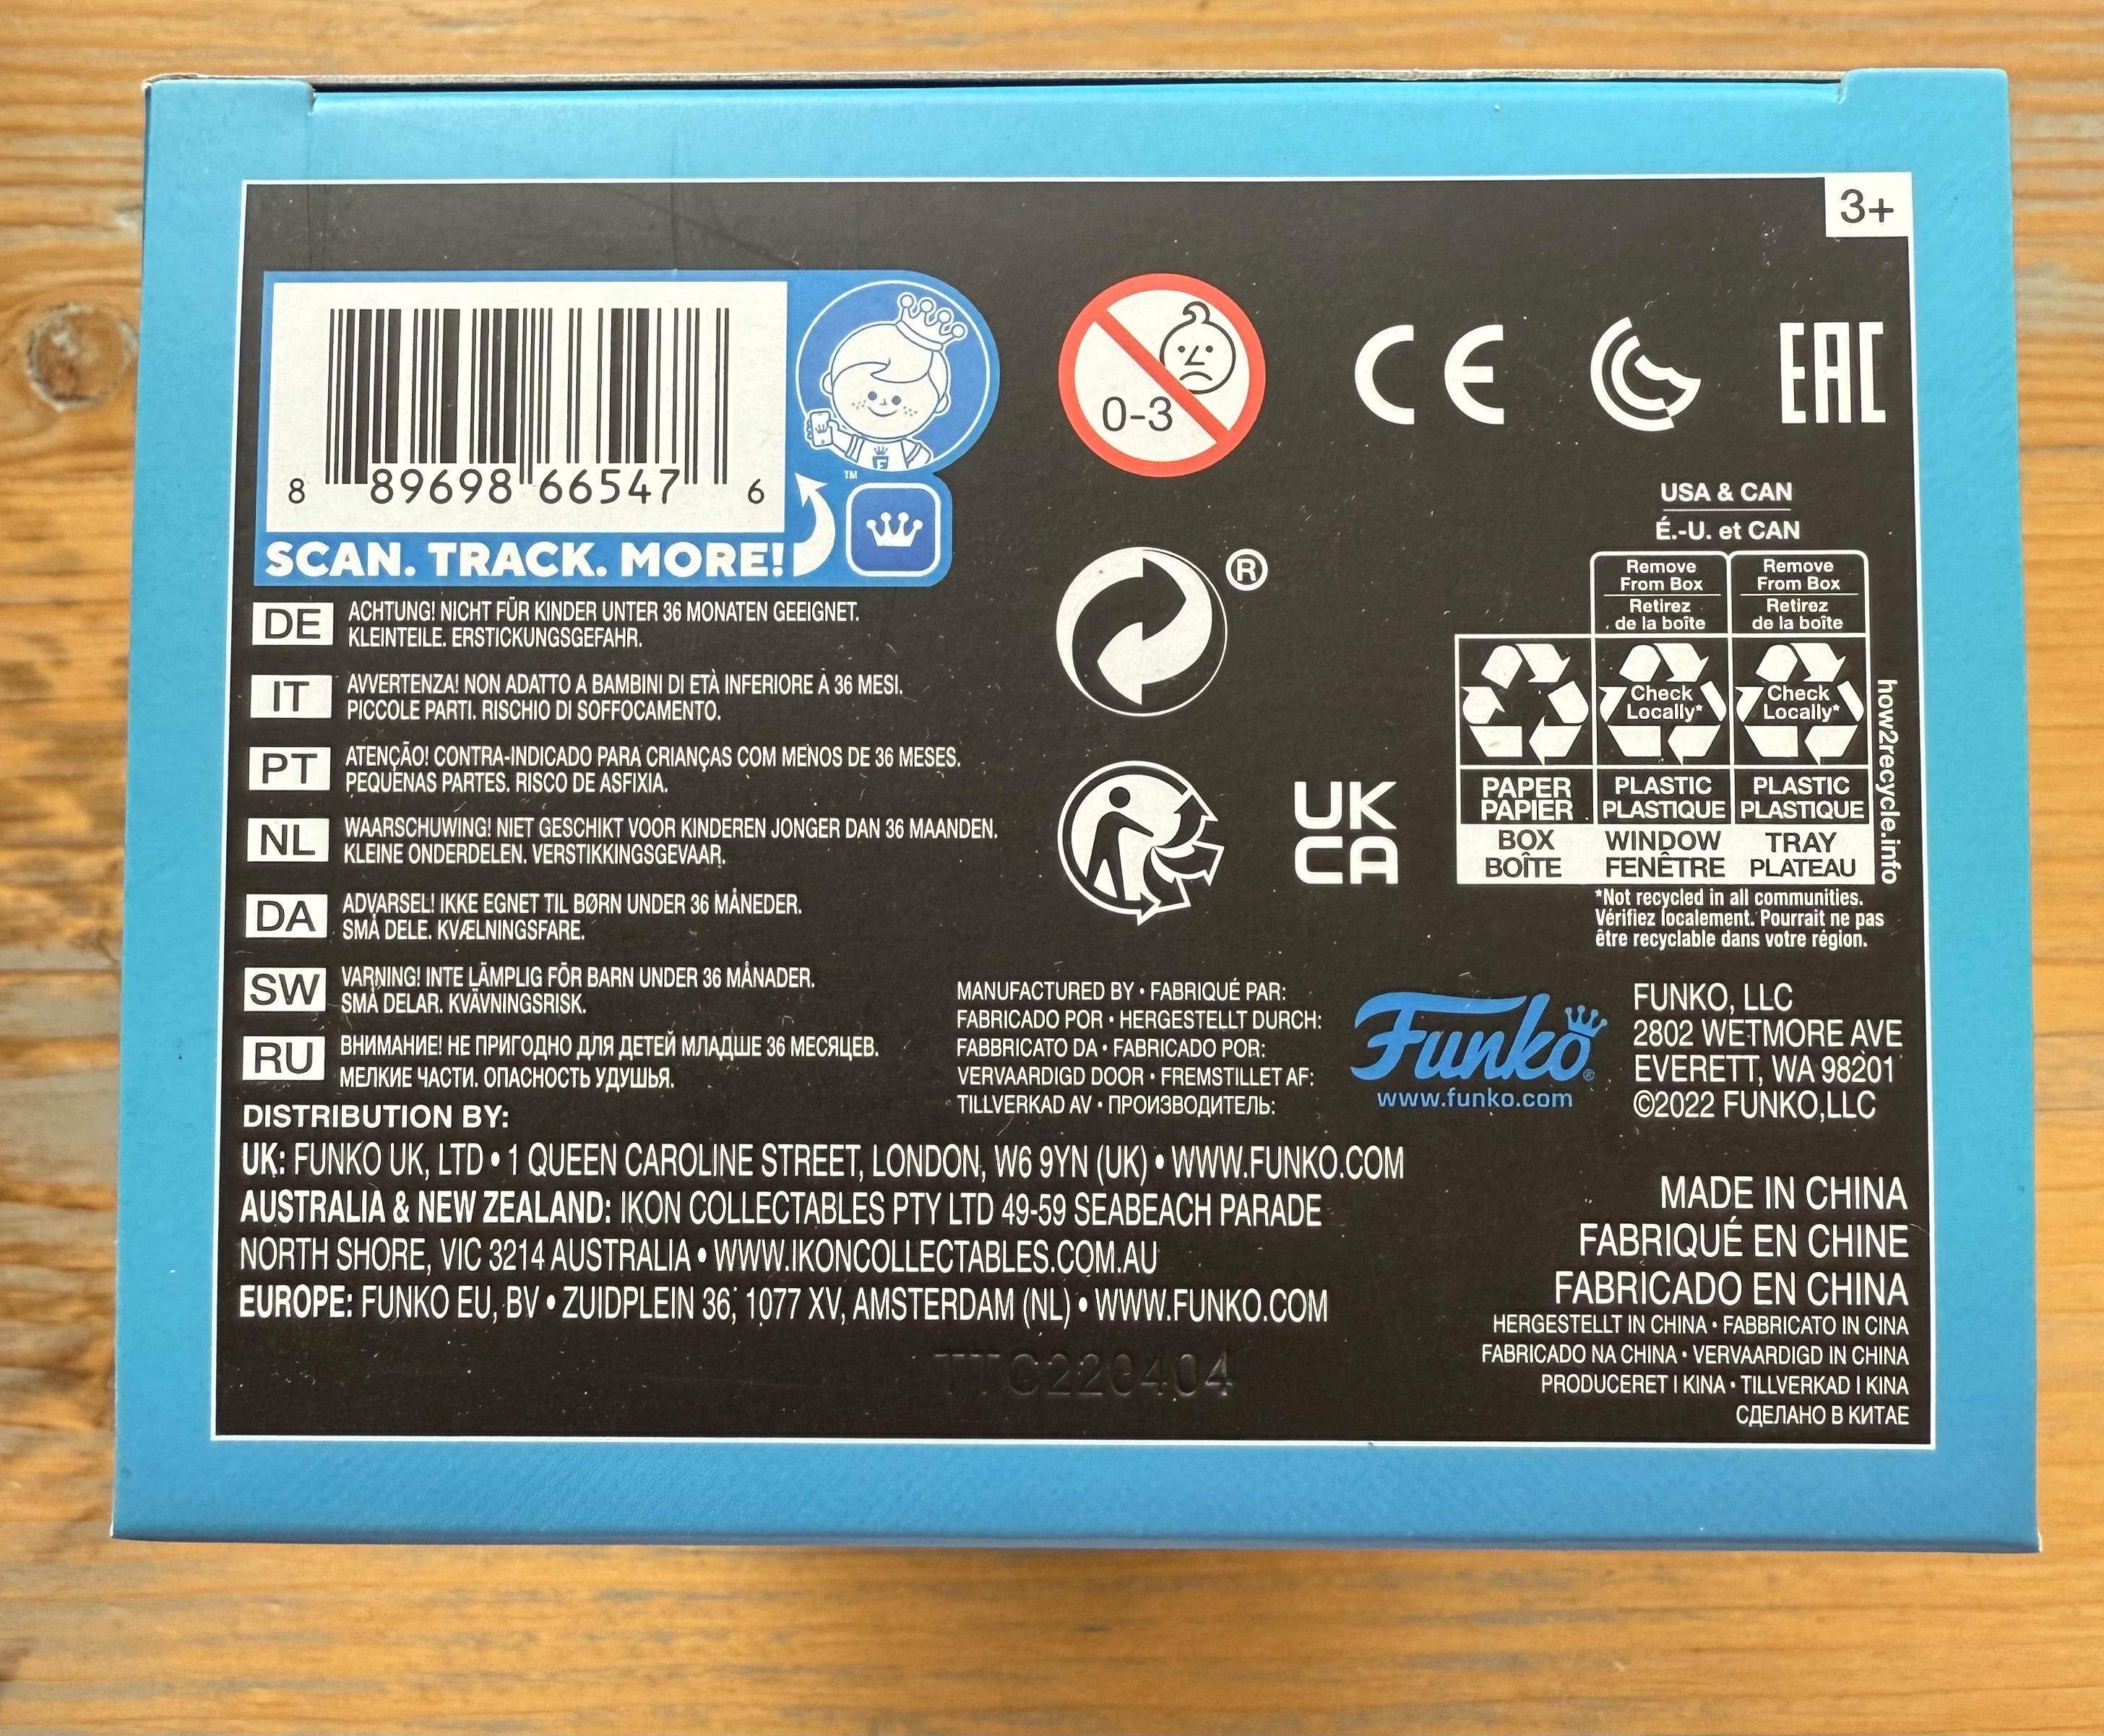 3+
8 89698 66547 6
™
SCAN. TRACK. MORE!
0-3
CE
EAC
®
UK
CA
USA & CAN
É.-U. et CAN
Remove
From Box
Retirez
de la boîte
Remove
From Box
Retirez
de la boîte
Check
Locally*
Check
Locally*
PAPER
PAPIER
PLASTIC
PLASTIQUE
PLASTIC
PLASTIQUE
BOX
BOÎTE
WINDOW
FENÊTRE
TRAY
PLATEAU
how2recycle.info
*Not recycled in all communities.
Vérifiez localement. Pourrait ne pas
être recyclable dans votre région.
DE
ACHTUNG! NICHT FÜR KINDER UNTER 36 MONATEN GEEIGNET.
KLEINTEILE. ERSTICKUNGSGEFAHR.
IT
AVVERTENZA! NON ADATTO A BAMBINI DI ETÀ INFERIORE À 36 MESI.
PICCOLE PARTI. RISCHIO DI SOFFOCAMENTO.
PT
ATENÇÃO! CONTRA-INDICADO PARA CRIANÇAS COM MENOS DE 36 MESES.
PEQUENAS PARTES. RISCO DE ASFIXIA.
NL
WAARSCHUWING! NIET GESCHIKT VOOR KINDEREN JONGER DAN 36 MAANDEN.
KLEINE ONDERDELEN. VERSTIKKINGSGEVAAR.
DA
ADVARSEL! IKKE EGNET TIL BØRN UNDER 36 MÅNEDER.
SMÅ DELE. KVÆLNINGSFARE.
SW
VARNING! INTE LÄMPLIG FÖR BARN UNDER 36 MÅNADER.
SMÅ DELAR. KVÄVNINGSRISK.
RU
ВНИМАНИЕ! НЕ ПРИГОДНО ДЛЯ ДЕТЕЙ МЛАДШЕ 36 МЕСЯЦЕВ.
МЕЛКИЕ ЧАСТИ. ОПАСНОСТЬ УДУШЬЯ.
MANUFACTURED BY • FABRIQUÉ PAR:
FABRICADO POR • HERGESTELLT DURCH:
FABBRICATO DA • FABRICADO POR:
VERVAARDIGD DOOR • FREMSTILLET AF:
TILLVERKAD AV • ПРОИЗВОДИТЕЛЬ:
Funko®
www.funko.com
FUNKO, LLC
2802 WETMORE AVE
EVERETT, WA 98201
©2022 FUNKO,LLC
DISTRIBUTION BY:
UK: FUNKO UK, LTD • 1 QUEEN CAROLINE STREET, LONDON, W6 9YN (UK) • WWW.FUNKO.COM
AUSTRALIA & NEW ZEALAND: IKON COLLECTABLES PTY LTD 49-59 SEABEACH PARADE
NORTH SHORE, VIC 3214 AUSTRALIA • WWW.IKONCOLLECTABLES.COM.AU
EUROPE: FUNKO EU, BV • ZUIDPLEIN 36, 1077 XV, AMSTERDAM (NL) • WWW.FUNKO.COM
TTC220404
MADE IN CHINA
FABRIQUÉ EN CHINE
FABRICADO EN CHINA
HERGESTELLT IN CHINA • FABBRICATO IN CINA
FABRICADO NA CHINA • VERVAARDIGD IN CHINA
PRODUCERET I KINA • TILLVERKAD I KINA
СДЕЛАНО В КИТАЕ